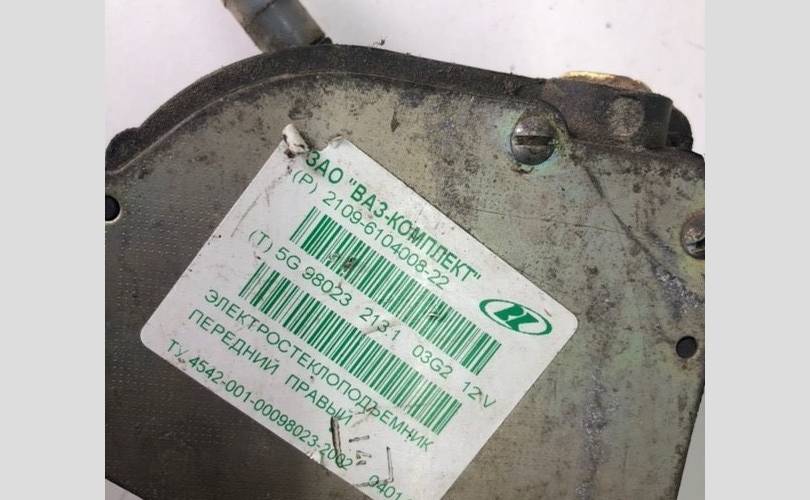 ЗАО "ВАЗ-КОМПЛЕКТ"
(P) 2109-6104008-22
(T) 5G 98023 2131 03G2 12V
ЭЛЕКТРОСТЕКЛОПОДЪЕМНИК
ПЕРЕДНИЙ ПРАВЫЙ
ТУ 4542-001-00098023-2002 0401